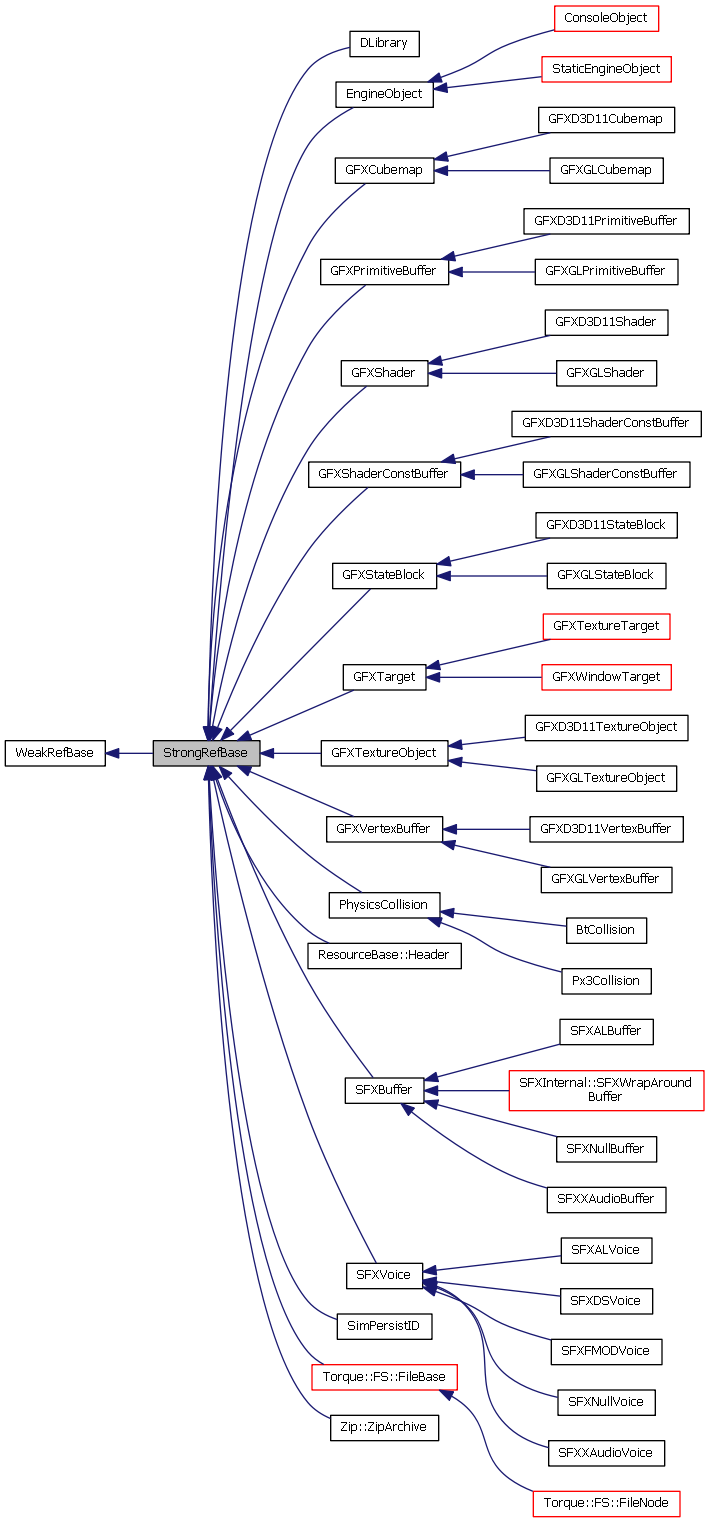 ConsoleObject
DLibrary
StaticEngineObject
EngineObject
GFXD3D11Cubemap
GFXCubemap
GFXGLCubemap
GFXD3D11PrimitiveBuffer
GFXPrimitiveBuffer
GFXGLPrimitiveBuffer
GFXD3D11Shader
GFXShader
GFXGLShader
GFXD3D11ShaderConstBuffer
GFXShaderConstBuffer
GFXGLShaderConstBuffer
GFXD3D11StateBlock
GFXStateBlock
GFXGLStateBlock
GFXTextureTarget
GFXTarget
GFXWindowTarget
GFXD3D11TextureObject
WeakRefBase
StrongRefBase
GFXTextureObject
GFXGLTextureObject
GFXVertexBuffer
GFXD3D11VertexBuffer
GFXGLVertexBuffer
PhysicsCollision
BtCollision
ResourceBase::Header
Px3Collision
SFXALBuffer
SFXBuffer
SFXInternal::SFXWrapAround
Buffer
SFXNullBuffer
SFXXAudioBuffer
SFXALVoice
SFXVoice
SFXDSVoice
SimPersistID
SFXFMODVoice
Torque::FS::FileBase
SFXNullVoice
Zip::ZipArchive
SFXXAudioVoice
Torque::FS::FileNode